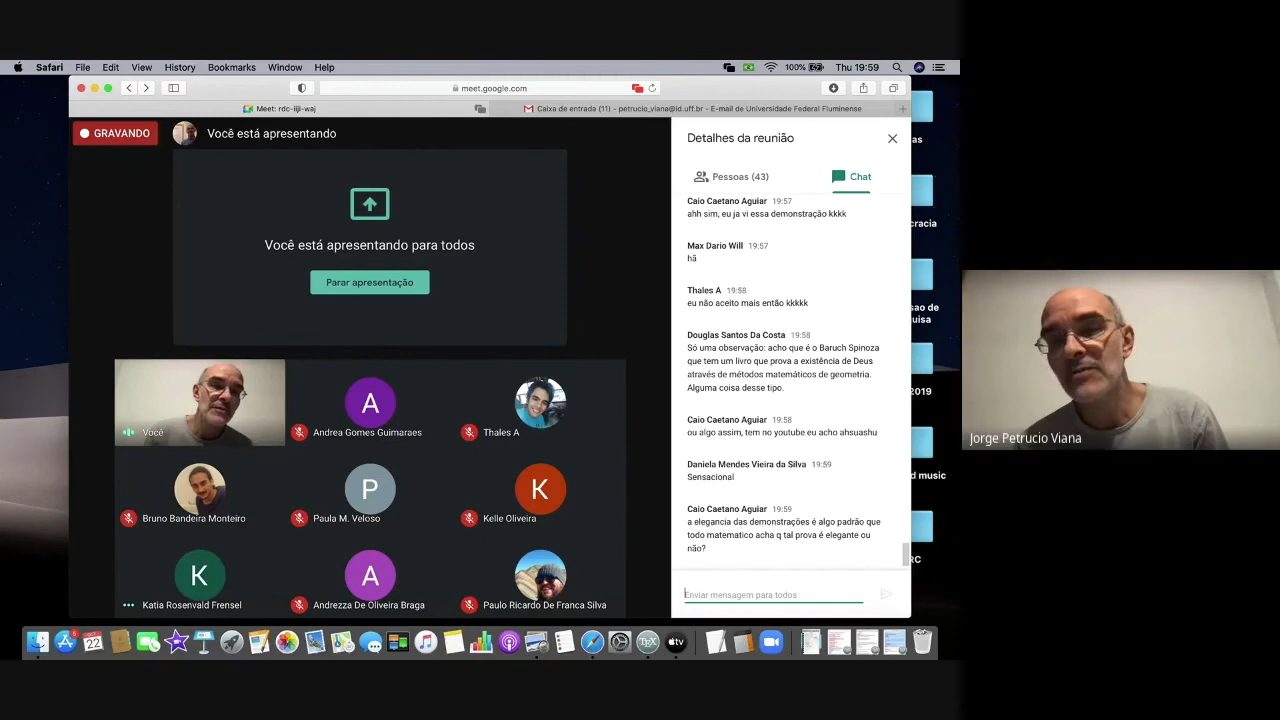 Safari File Edit View History Bookmarks Window Help 100% Thu 19:59
meet.google.com
Meet: rdc-iiji-waj
Caixa de entrada (11) - petrucio_viana@id.uff.br - E-mail de Universidade Federal Fluminense
GRAVANDO
Você está apresentando
Você está apresentando para todos
Parar apresentação
Você
Andrea Gomes Guimaraes
Thales A
Bruno Bandeira Monteiro
Paula M. Veloso
Kelle Oliveira
Katia Rosenvald Frensel
Andrezza De Oliveira Braga
Paulo Ricardo De Franca Silva
A
P
K
K
A
Detalhes da reunião
Pessoas (43)
Chat
Caio Caetano Aguiar 19:57
ahh sim, eu ja vi essa demonstração kkkk
Max Dario Will 19:57
hã
Thales A 19:58
eu não aceito mais então kkkkk
Douglas Santos Da Costa 19:58
Só uma observação: acho que é o Baruch Spinoza
que tem um livro que prova a existência de Deus
através de métodos matemáticos de geometria.
Alguma coisa desse tipo.
Caio Caetano Aguiar 19:58
ou algo assim, tem no youtube eu acho ahsuashu
Daniela Mendes Vieira da Silva 19:59
Sensacional
Caio Caetano Aguiar 19:59
a elegancia das demonstrações é algo padrão que
todo matematico acha q tal prova é elegante ou
não?
Enviar mensagem para todos
as
cracia
sao de
uisa
2019
d music
RC
OCT
22
TEX
tv
Jorge Petrucio Viana